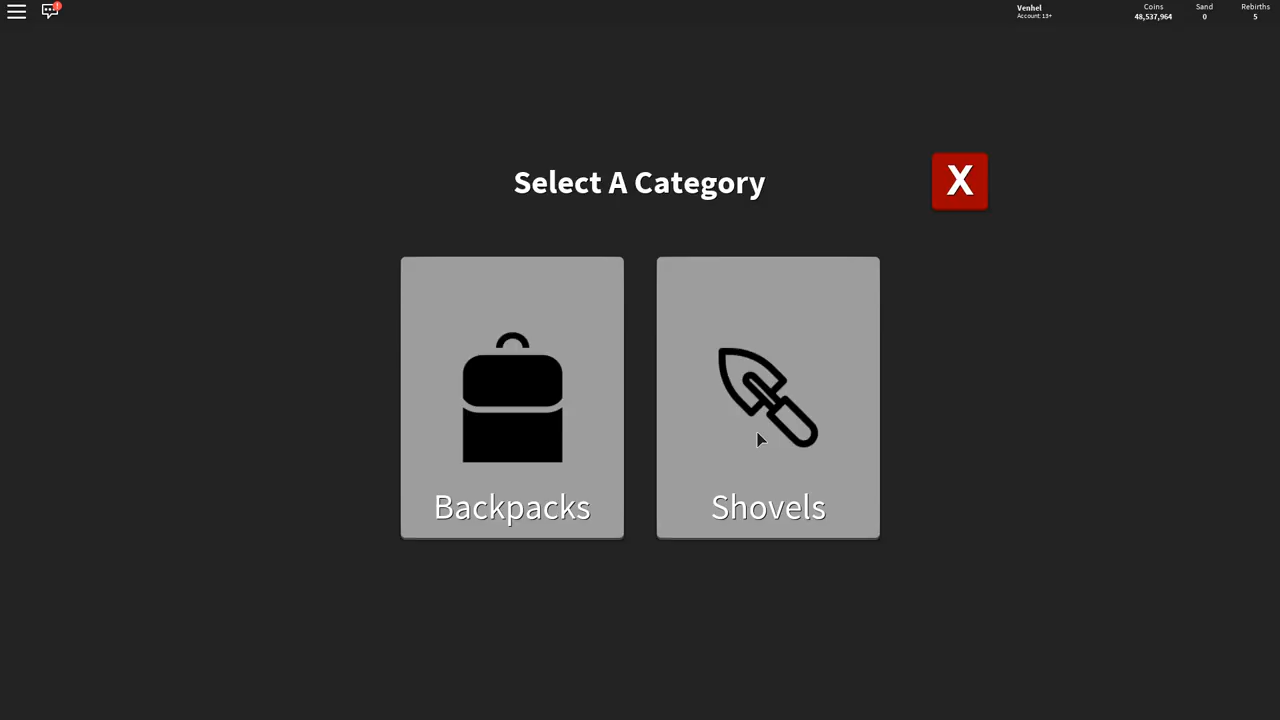 Venhel
Account: 13+
Coins
48,537,964
Sand
0
Rebirths
5
Select A Category
X
Backpacks
Shovels